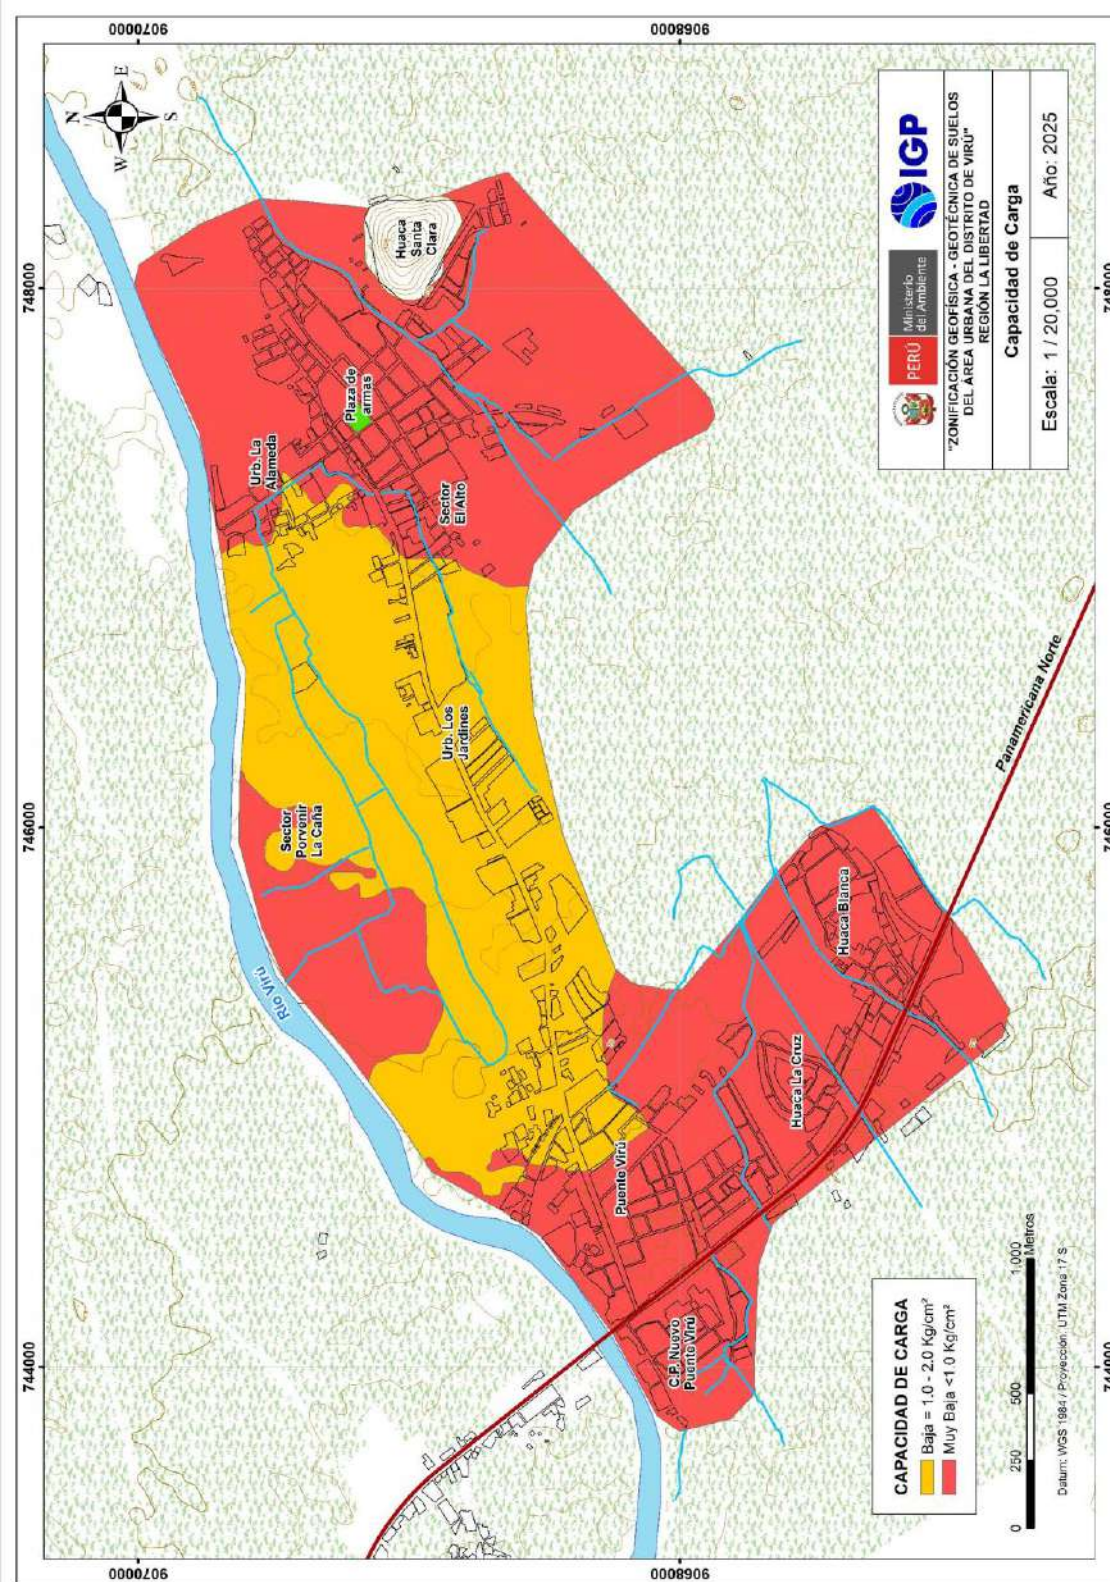 9070000
9068000
748000
746000
744000
748000
746000
744000
9070000
9068000
N
E
S
W
Río Virú
Huaca
Santa
Clara
Plaza de
armas
Urb. La
Alameda
Sector
El Alto
Urb. Los
Jardines
Sector
Porvenir
La Caña
Puente Virú
Huaca La Cruz
Huaca Blanca
C.P. Nuevo
Puente Virú
Panamericana Norte
PERÚ
Ministerio
del Ambiente
IGP
"ZONIFICACIÓN GEOFÍSICA - GEOTÉCNICA DE SUELOS
DEL ÁREA URBANA DEL DISTRITO DE VIRÚ"
REGIÓN LA LIBERTAD
Capacidad de Carga
Escala: 1 / 20,000
Año: 2025
CAPACIDAD DE CARGA
Baja = 1.0 - 2.0 Kg/cm²
Muy Baja <1.0 Kg/cm²
0 250 500 1,000
Metros
Datum: WGS 1984 / Proyección: UTM Zona 17 S